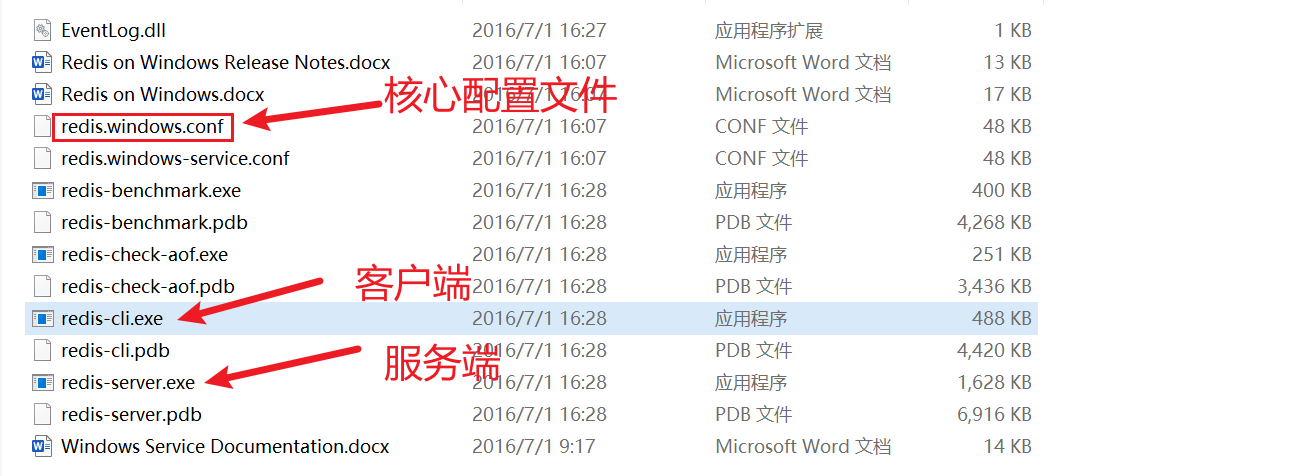 EventLog.dll 2016/7/1 16:27 应用程序扩展 1 KB
Redis on Windows Release Notes.docx 2016/7/1 16:07 Microsoft Word 文档 13 KB
Redis on Windows.docx 2016/7/1 16:07 Microsoft Word 文档 17 KB
核心配置文件
redis.windows.conf 2016/7/1 16:07 CONF 文件 48 KB
redis.windows-service.conf 2016/7/1 16:07 CONF 文件 48 KB
redis-benchmark.exe 2016/7/1 16:28 应用程序 400 KB
redis-benchmark.pdb 2016/7/1 16:28 PDB 文件 4,268 KB
redis-check-aof.exe 2016/7/1 16:28 应用程序 251 KB
客户端
redis-check-aof.pdb 2016/7/1 16:28 PDB 文件 3,436 KB
redis-cli.exe 2016/7/1 16:28 应用程序 488 KB
redis-cli.pdb 2016/7/1 16:28 PDB 文件 4,420 KB
服务端
redis-server.exe 2016/7/1 16:28 应用程序 1,628 KB
redis-server.pdb 2016/7/1 16:28 PDB 文件 6,916 KB
Windows Service Documentation.docx 2016/7/1 9:17 Microsoft Word 文档 14 KB